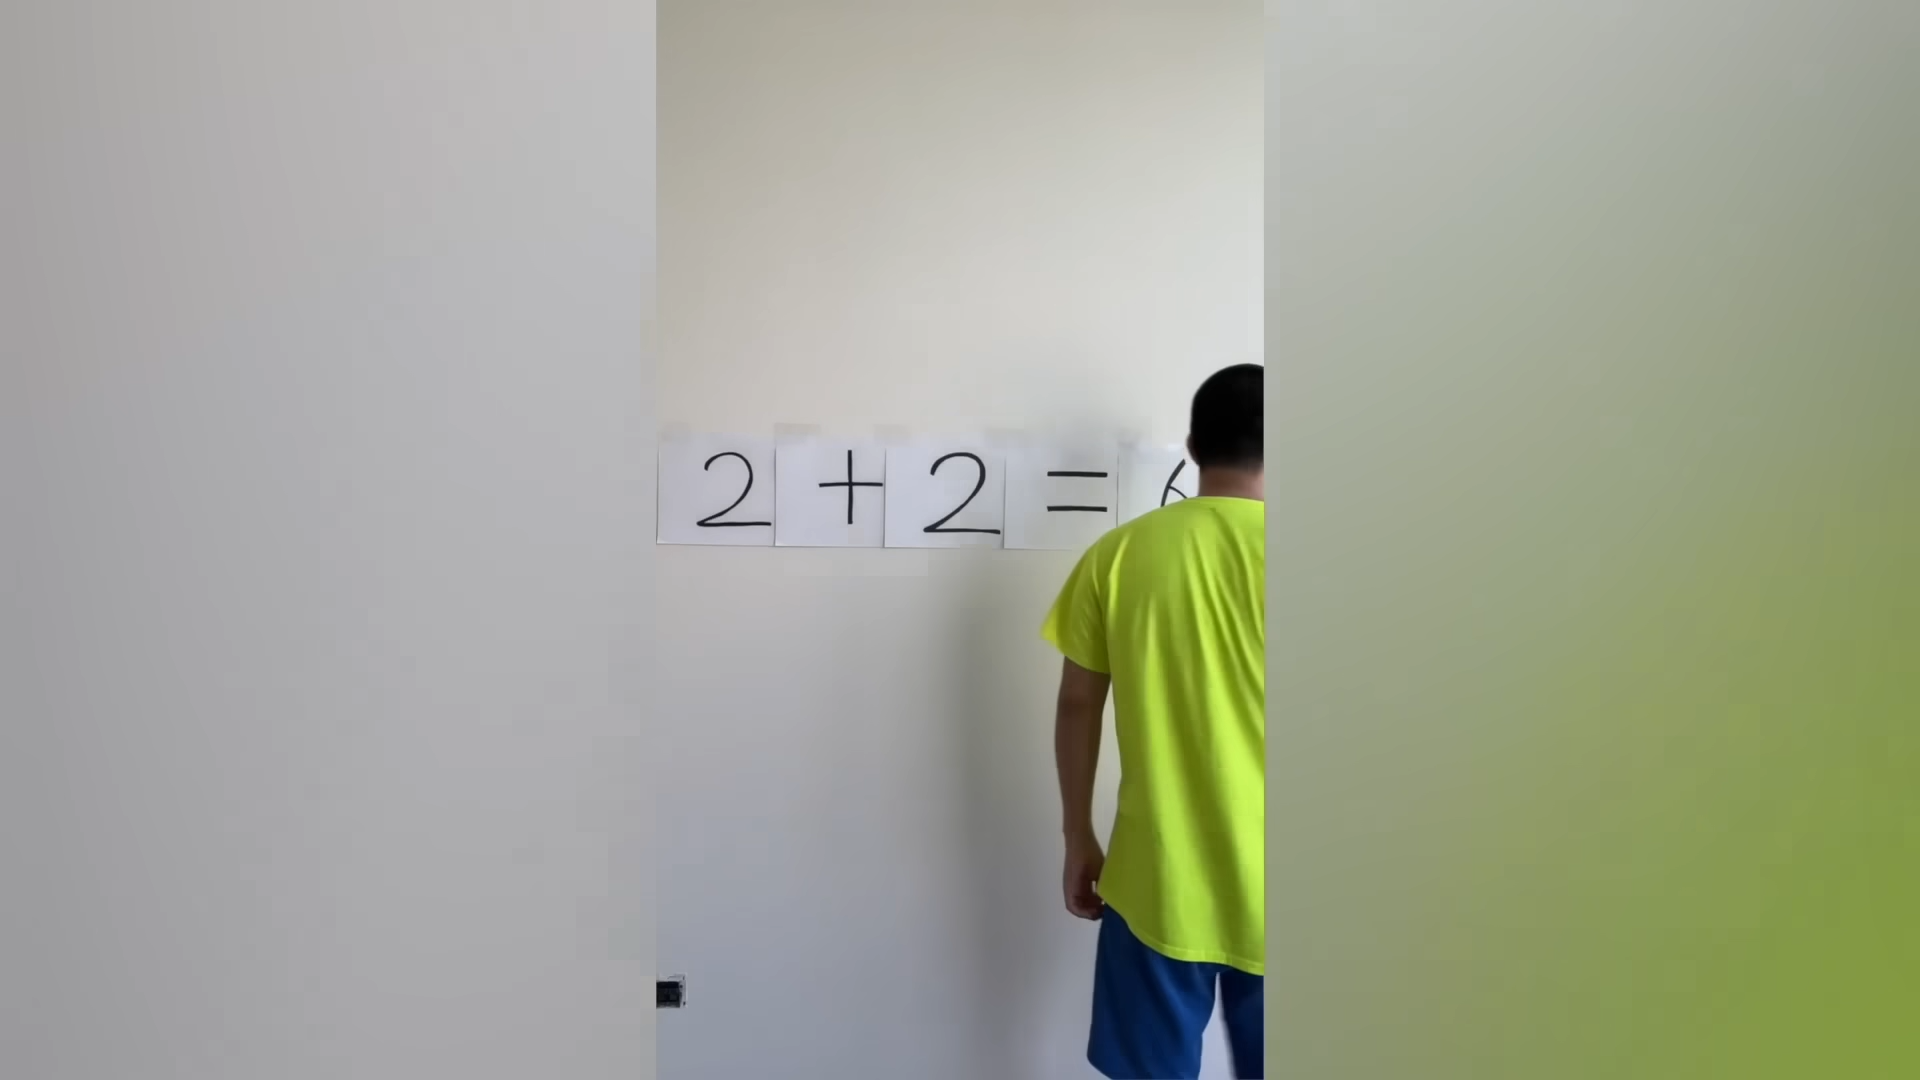 2 + 2 =